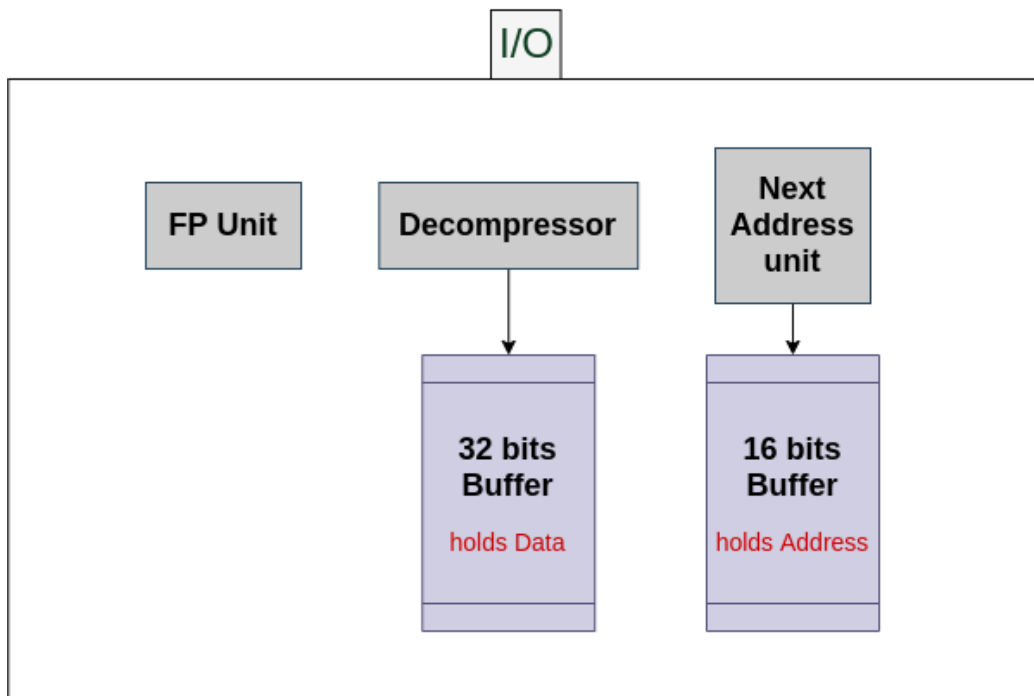 I/O
FP Unit
Decompressor
Next
Address
unit
32 bits
Buffer
holds Data
16 bits
Buffer
holds Address